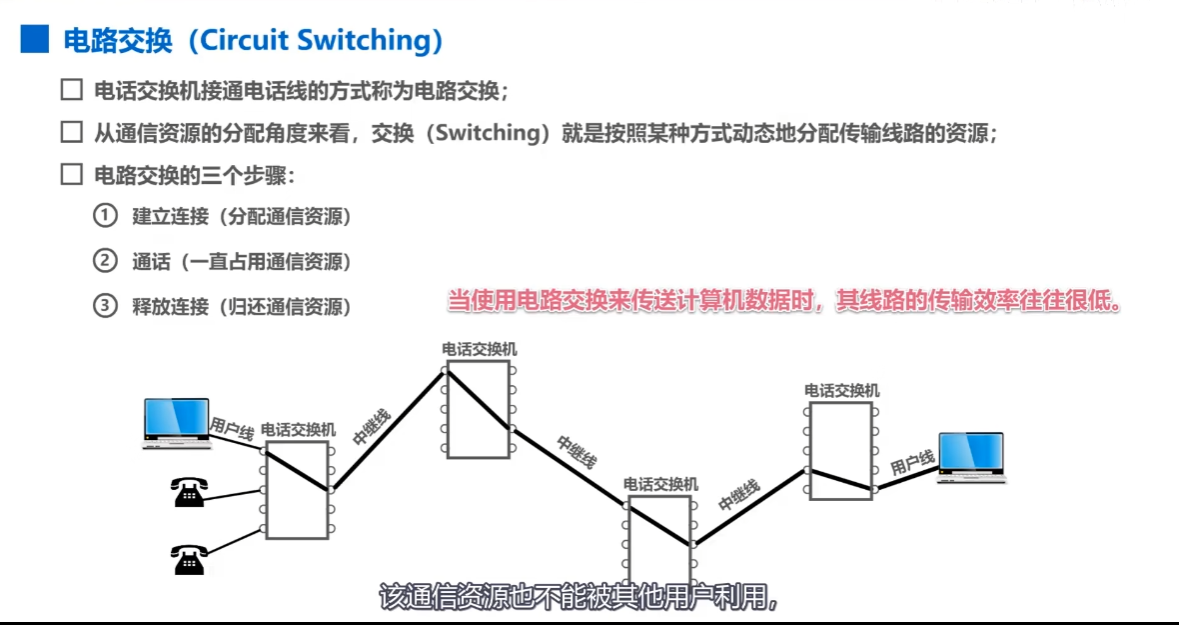 电路交换（Circuit Switching）
电话交换机接通电话线的方式称为电路交换；
从通信资源的分配角度来看，交换（Switching）就是按照某种方式动态地分配传输线路的资源；
电路交换的三个步骤：
① 建立连接（分配通信资源）
② 通话（一直占用通信资源）
③ 释放连接（归还通信资源）
当使用电路交换来传送计算机数据时，其线路的传输效率往往很低。
电话交换机
电话交换机
用户线
电话交换机
中继线
中继线
用户线
电话交换机
中继线
该通信资源也不能被其他用户利用，